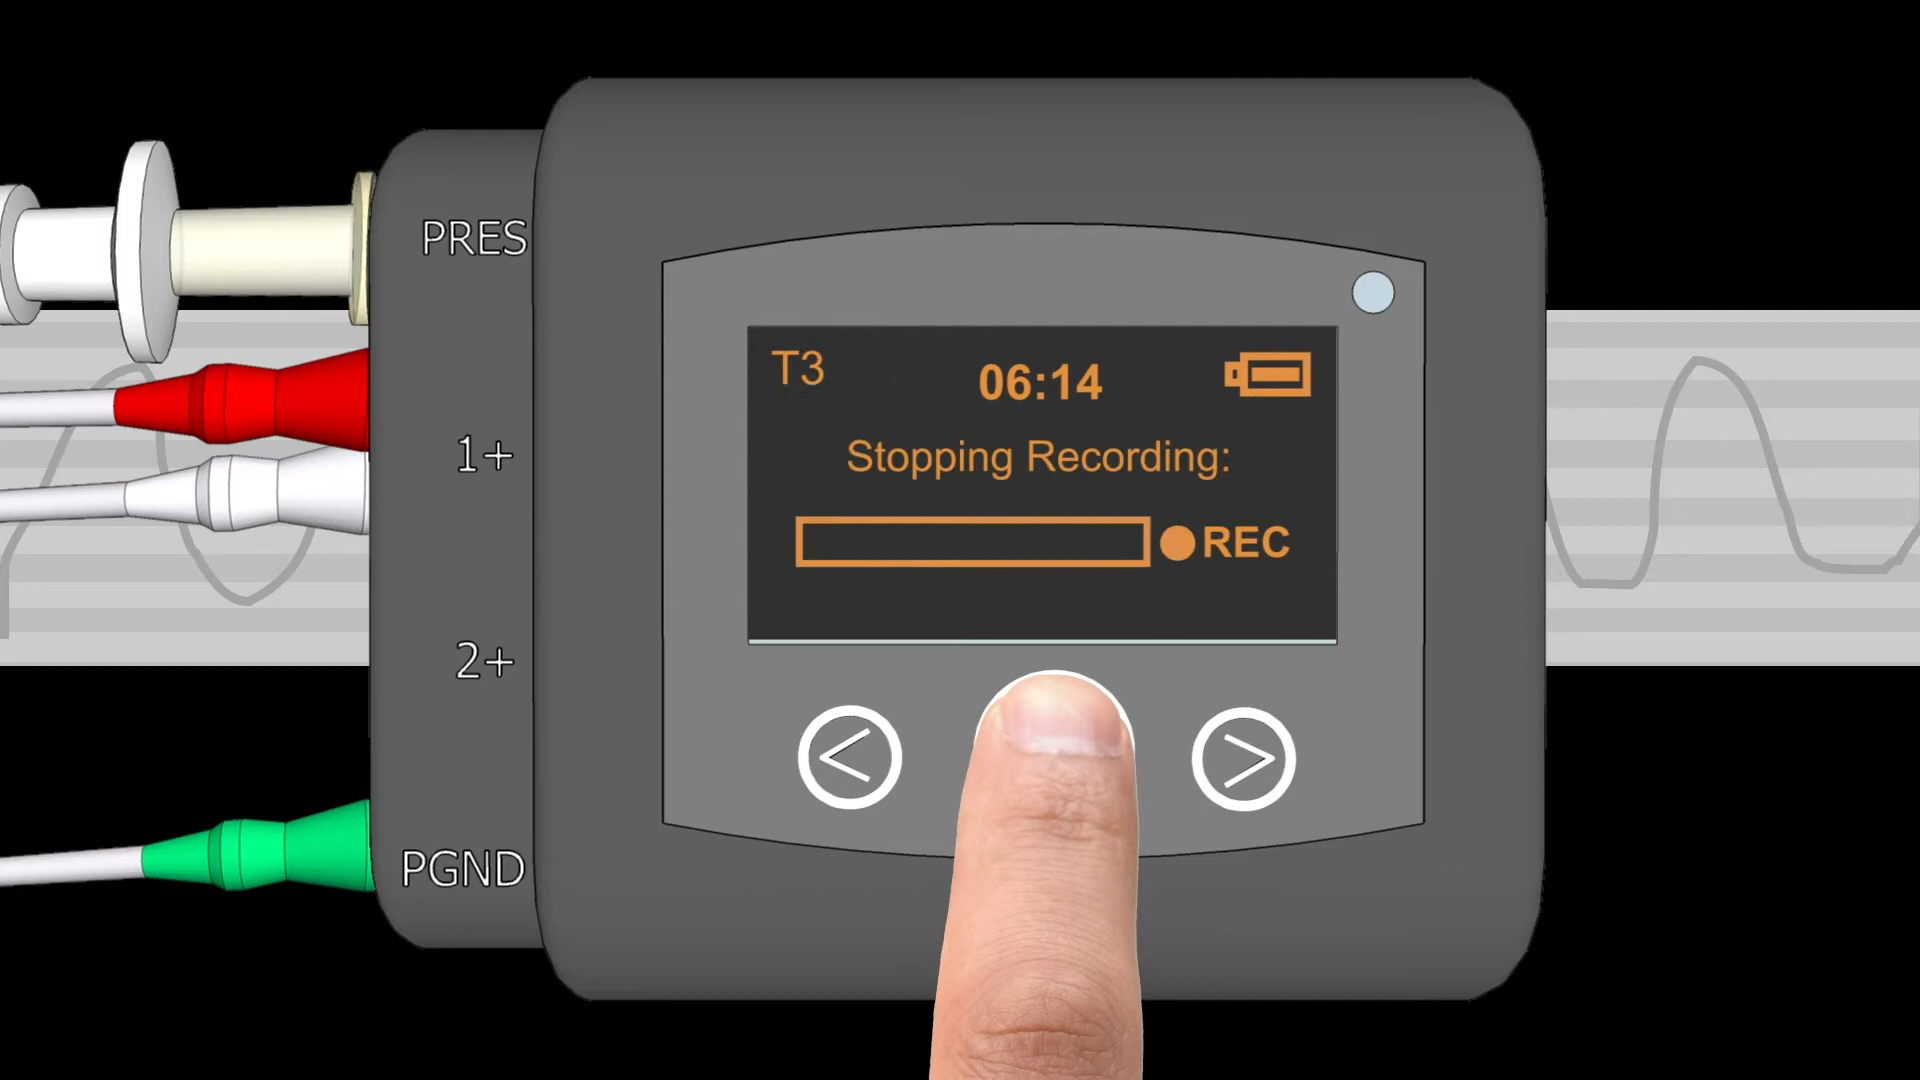 PRES
1+
2+
PGND
T3
06:14
Stopping Recording:
REC
<
>